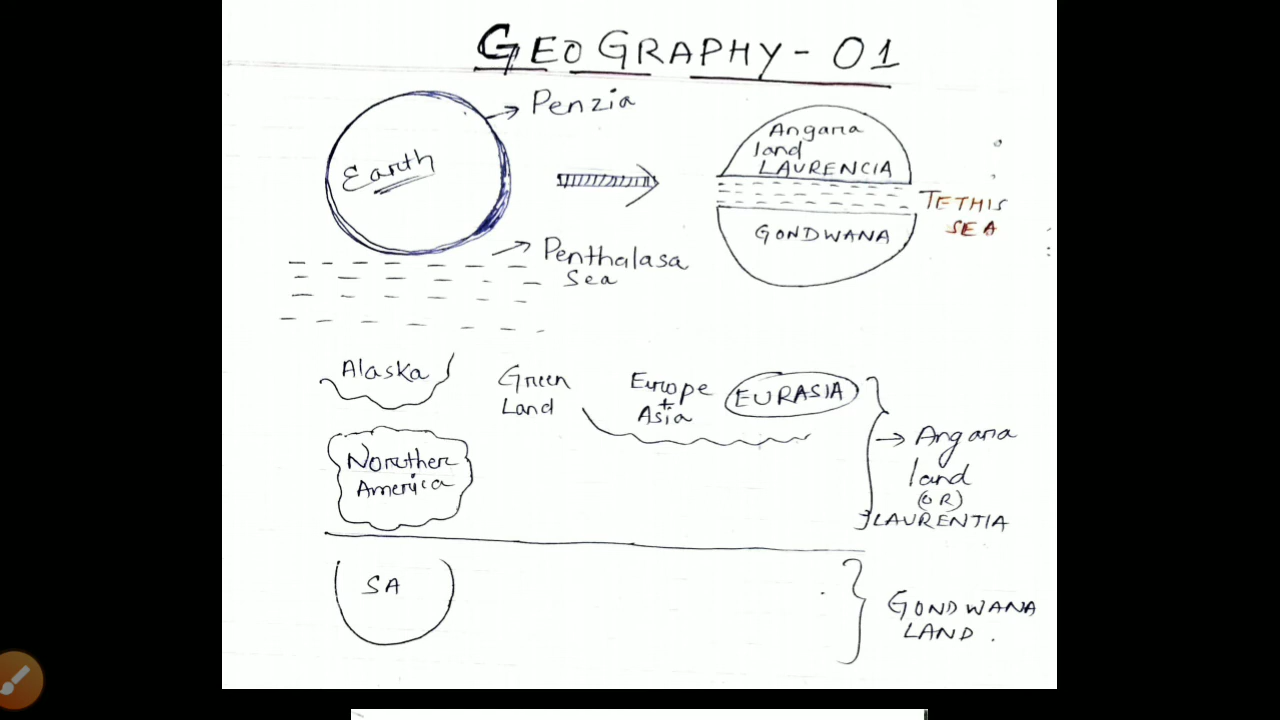 GEOGRAPHY - 01
Penzia
Earth
Penthalasa
Sea
Angara
land
LAURENCIA
TETHIS
SEA
GONDWANA
Alaska
Green
Land
Europe
+
Asia
EURASIA
Noruther
America
Angara
land
(OR)
LAURENTIA
SA
GONDWANA
LAND.